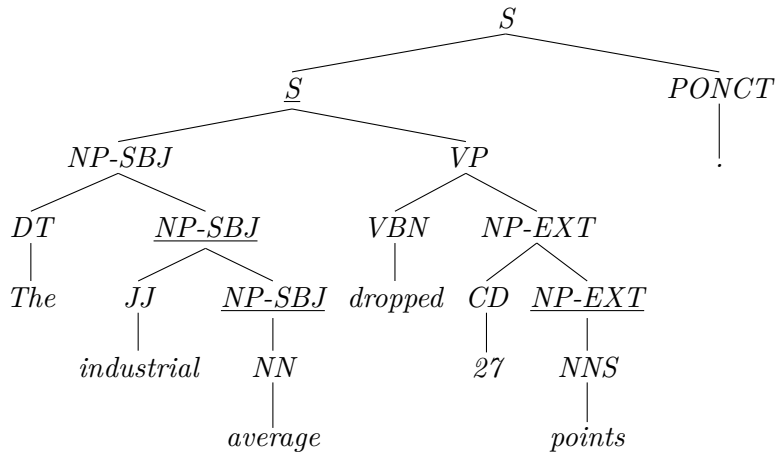 S
S PONCT
NP-SBJ VP .
DT NP-SBJ VBN NP-EXT
The JJ NP-SBJ dropped CD NP-EXT
industrial NN 27 NNS
average points